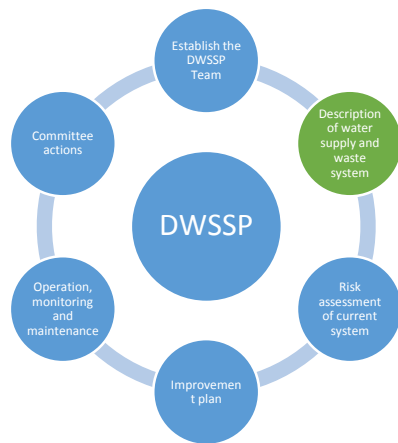 Establish the
DWSSP
Team
Description
of water
supply and
waste
system
Risk
assessment
of current
system
Improvemen
t plan
Operation,
monitoring
and
maintenance
Committee
actions
DWSSP